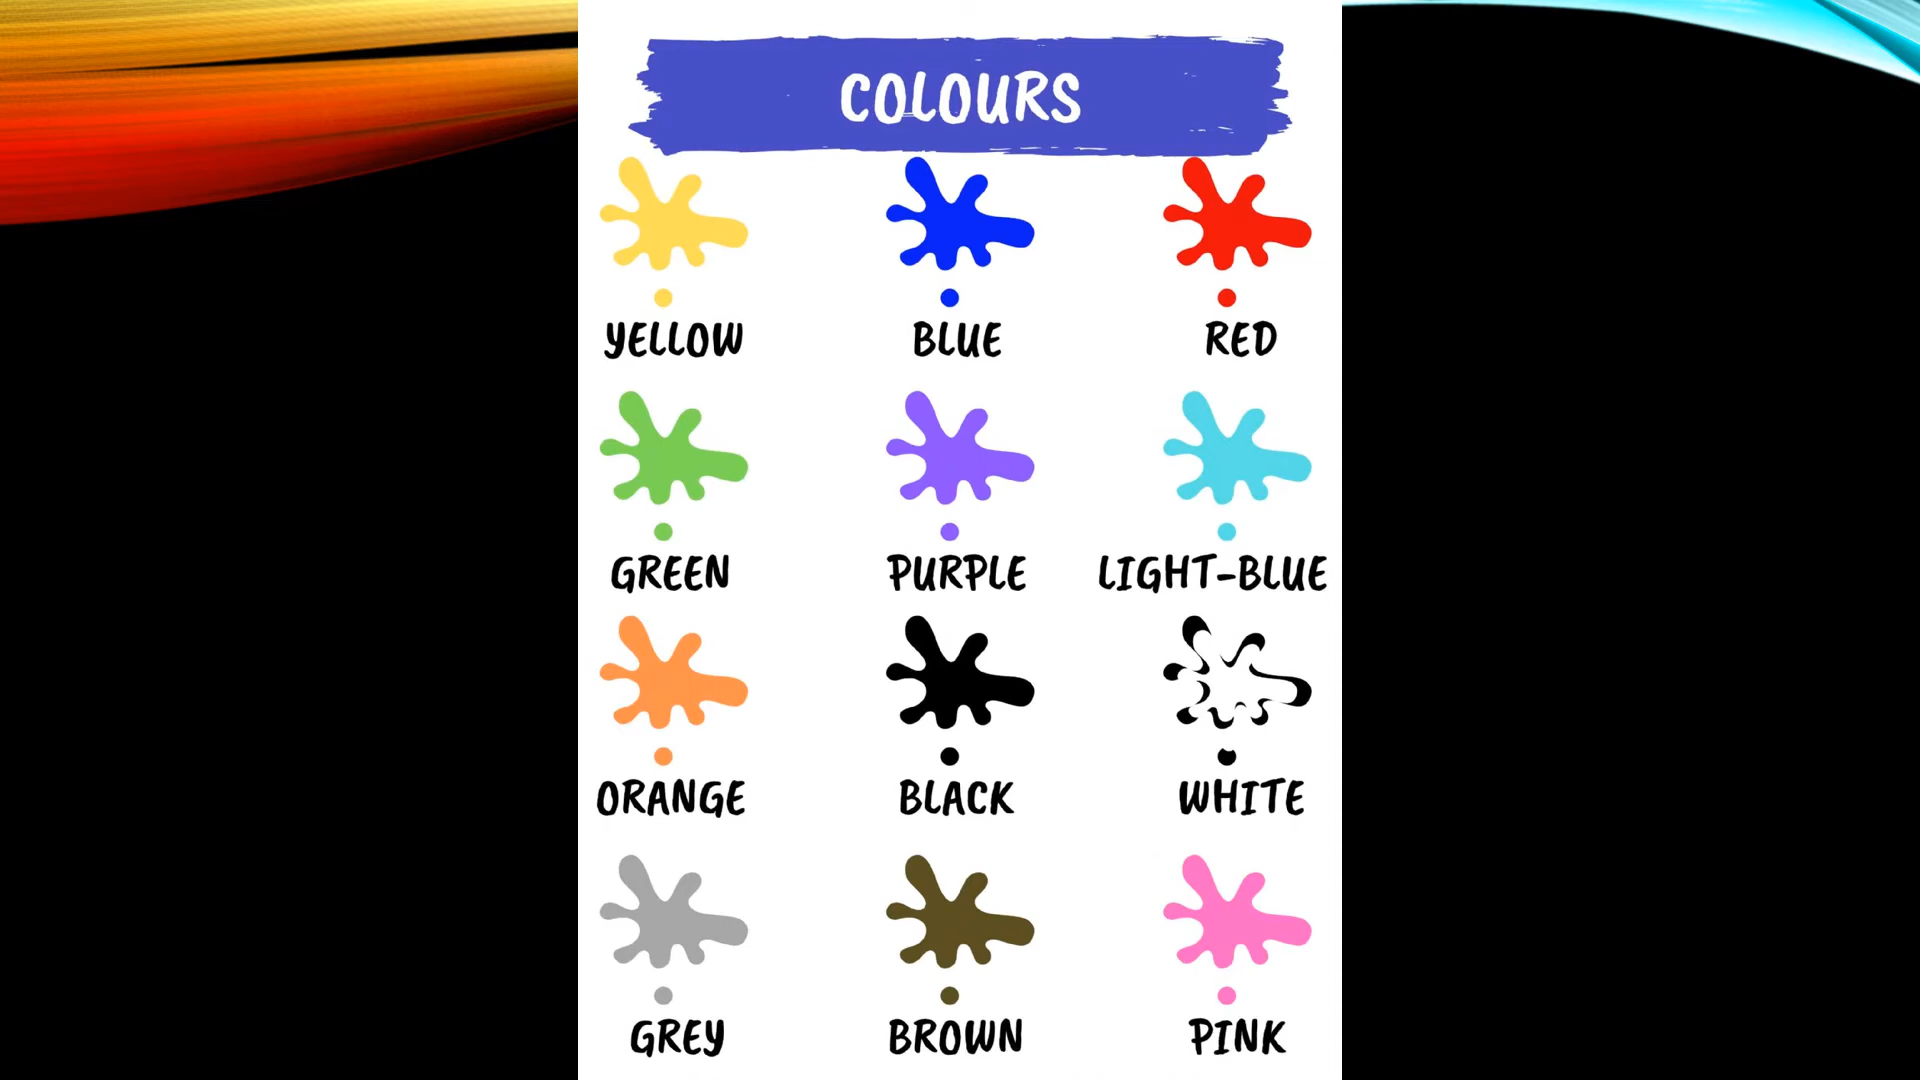 COLOURS
YELLOW BLUE RED
GREEN PURPLE LIGHT-BLUE
ORANGE BLACK WHITE
GREY BROWN PINK